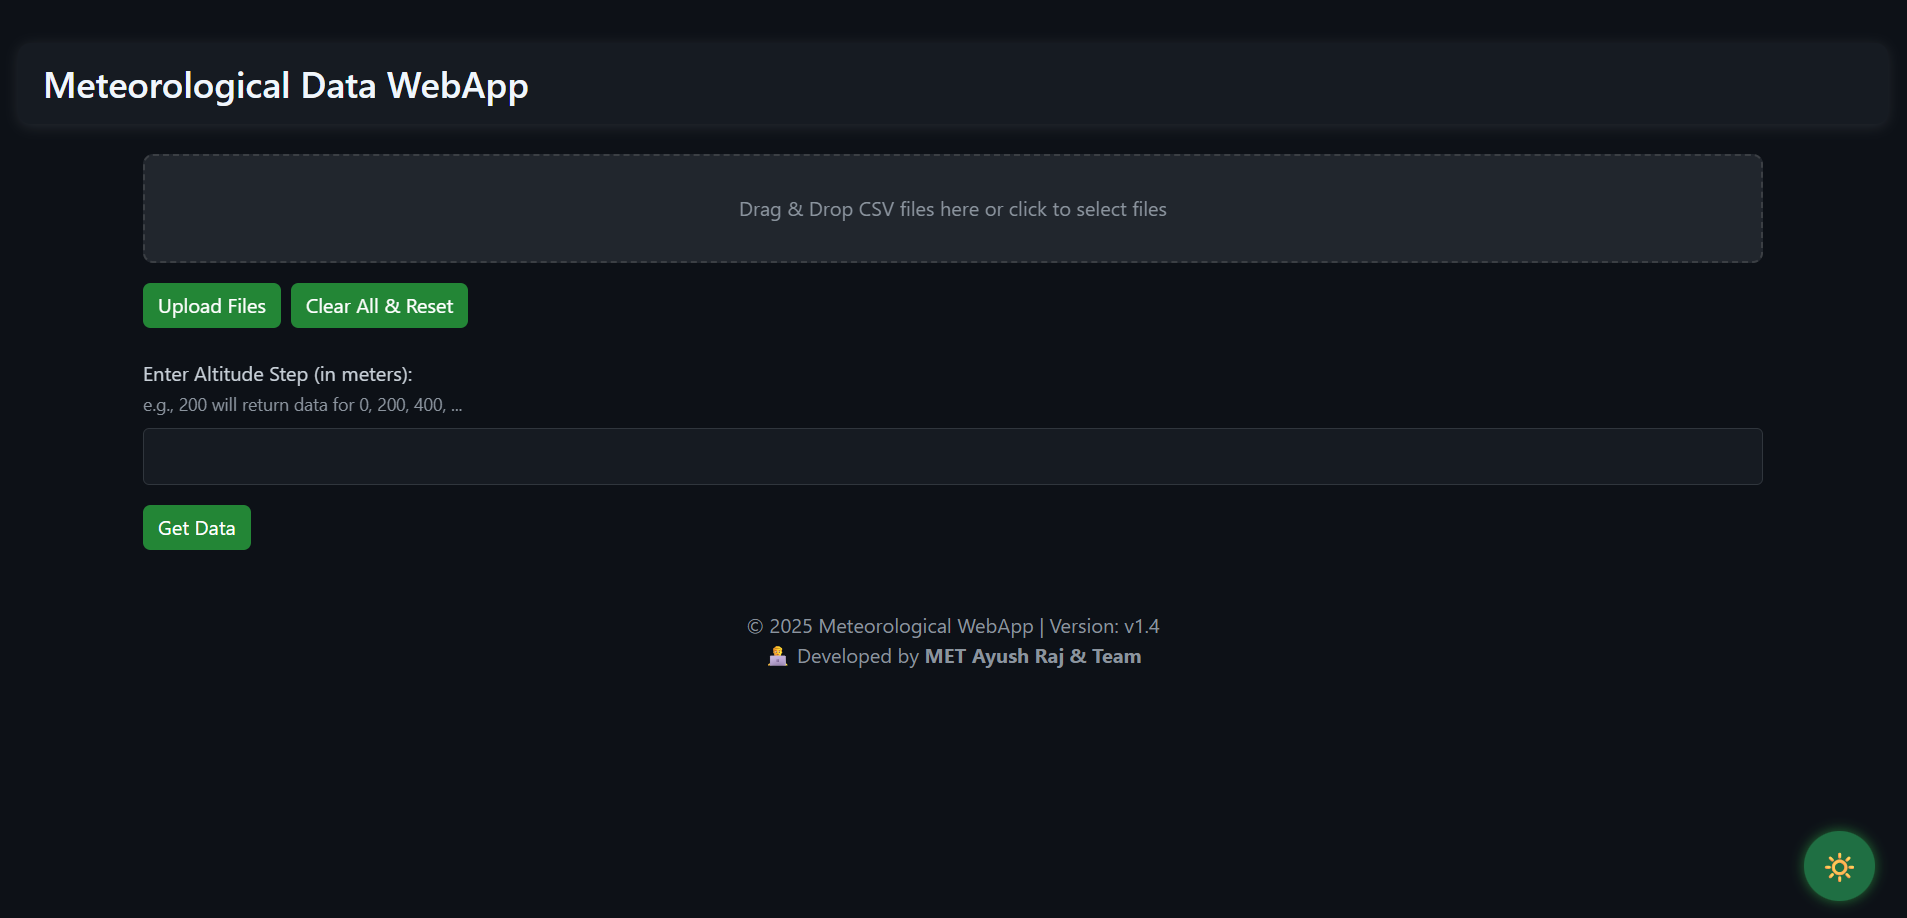 Meteorological Data WebApp
Drag & Drop CSV files here or click to select files
Upload Files
Clear All & Reset
Enter Altitude Step (in meters):
e.g., 200 will return data for 0, 200, 400, ...
Get Data
© 2025 Meteorological WebApp | Version: v1.4
Developed by MET Ayush Raj & Team